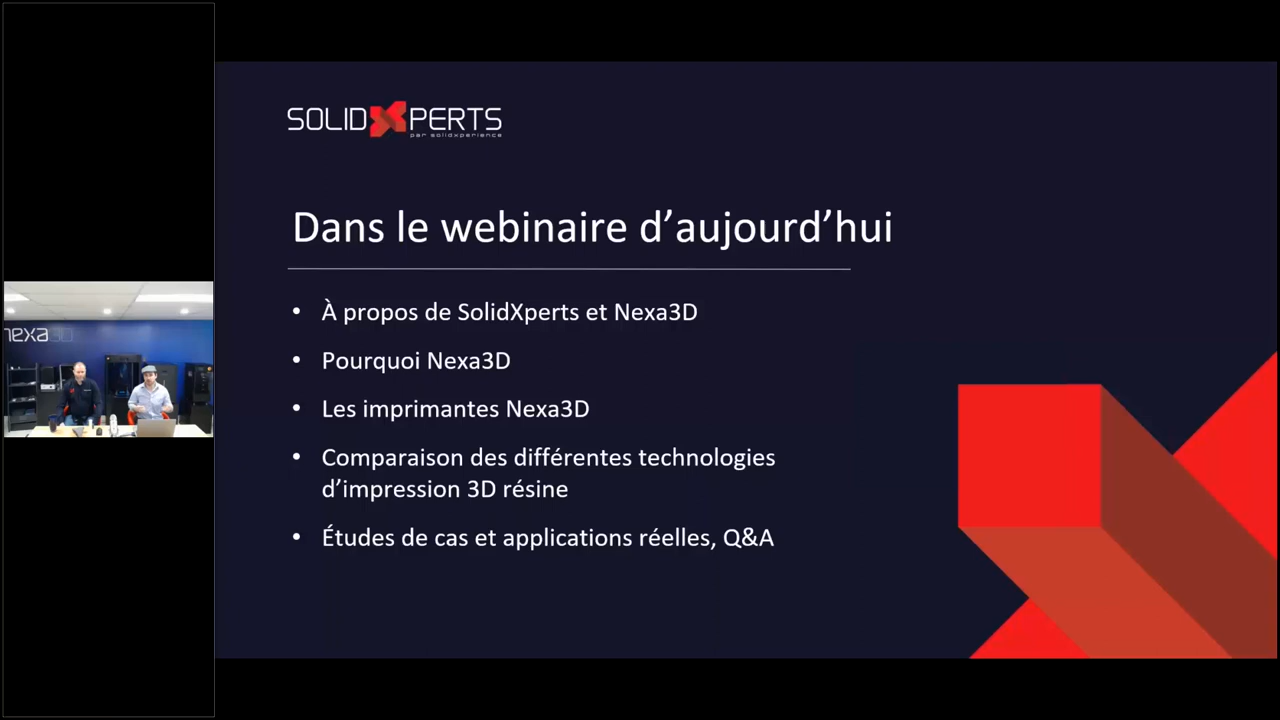 SOLIDXPERTS
par solidxperience
Dans le webinaire d’aujourd’hui
• À propos de SolidXperts et Nexa3D
• Pourquoi Nexa3D
• Les imprimantes Nexa3D
• Comparaison des différentes technologies
d’impression 3D résine
• Études de cas et applications réelles, Q&A
nexa3D